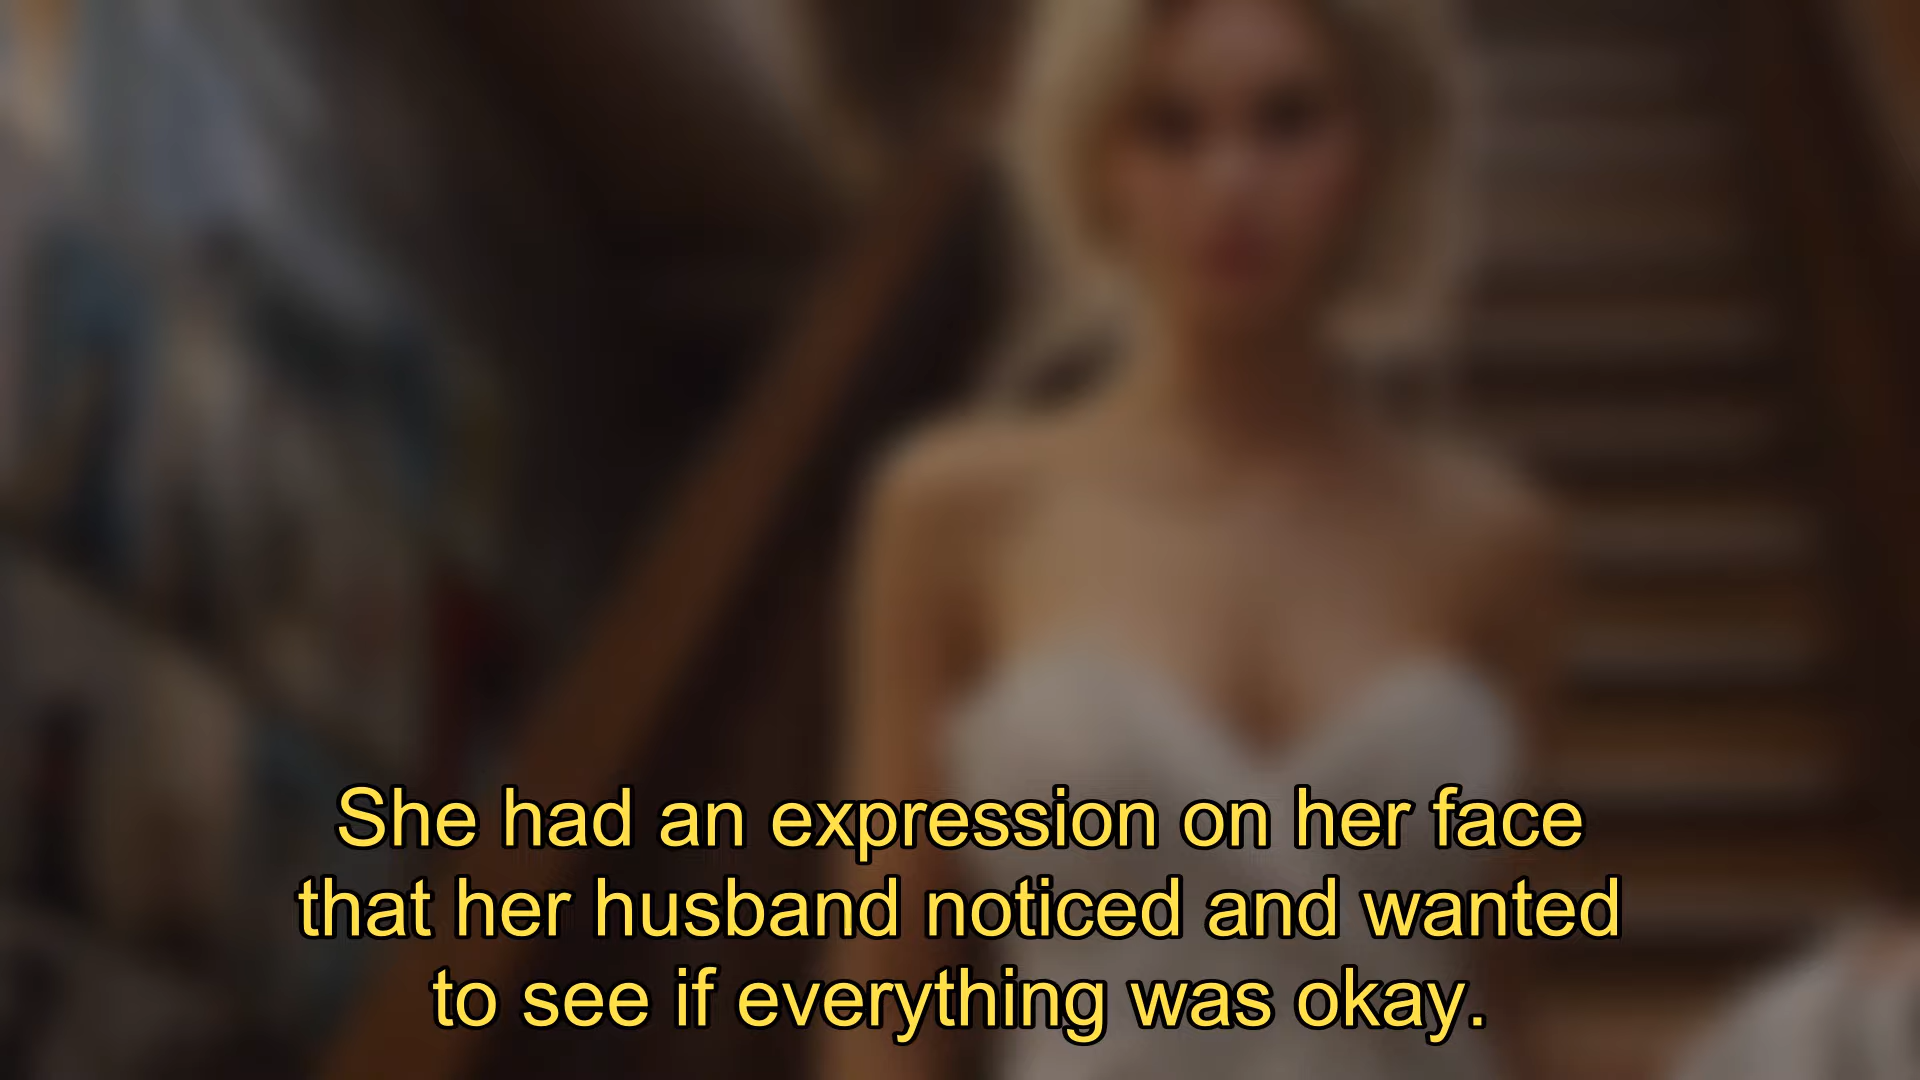 She had an expression on her face
that her husband noticed and wanted
to see if everything was okay.